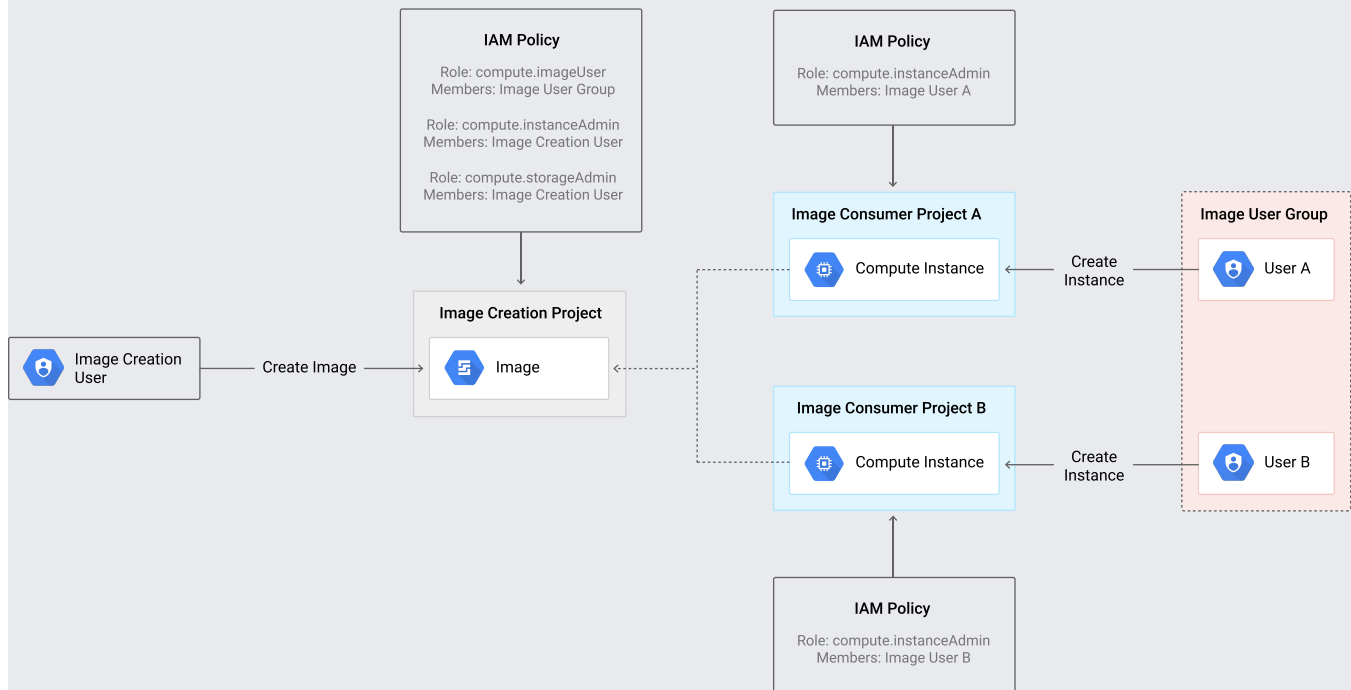 IAM Policy
Role: compute.imageUser
Members: Image User Group
Role: compute.instanceAdmin
Members: Image Creation User
Role: compute.storageAdmin
Members: Image Creation User
IAM Policy
Role: compute.instanceAdmin
Members: Image User A
Image Creation
User
Create Image
Image Creation Project
Image
Image Consumer Project A
Compute Instance
Create
Instance
Image User Group
User A
Image Consumer Project B
Compute Instance
Create
Instance
User B
IAM Policy
Role: compute.instanceAdmin
Members: Image User B